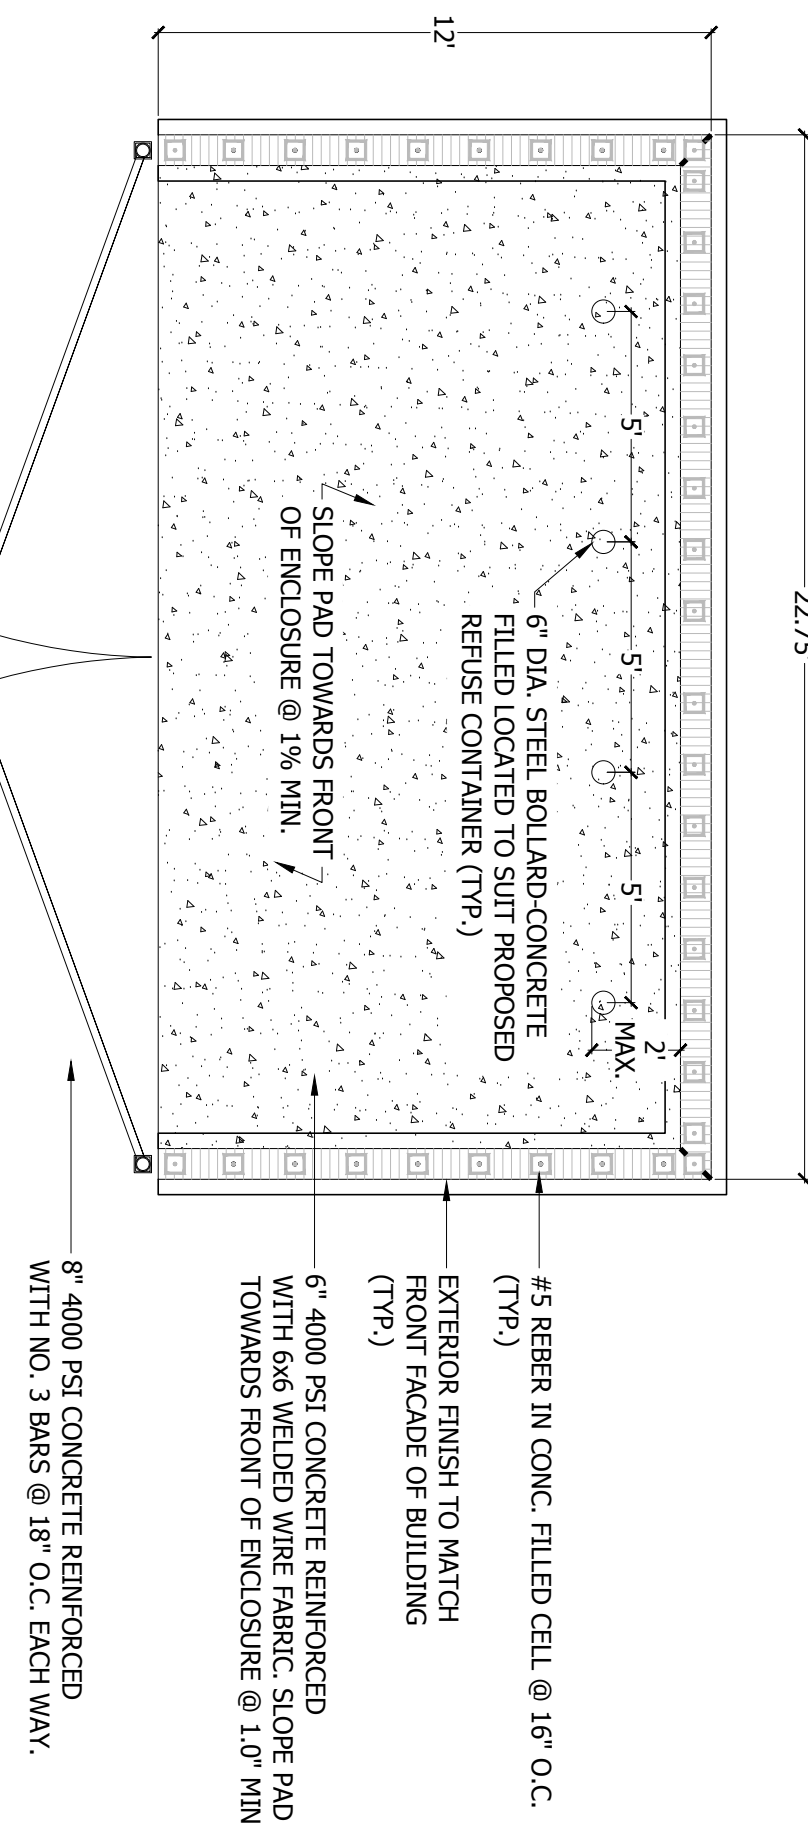 22.75'
12'
5'
5'
5'
2'
MAX.
6" DIA. STEEL BOLLARD-CONCRETE
FILLED LOCATED TO SUIT PROPOSED
REFUSE CONTAINER (TYP.)
SLOPE PAD TOWARDS FRONT
OF ENCLOSURE @ 1% MIN.
#5 REBER IN CONC. FILLED CELL @ 16" O.C.
(TYP.)
EXTERIOR FINISH TO MATCH
FRONT FACADE OF BUILDING
(TYP.)
6" 4000 PSI CONCRETE REINFORCED
WITH 6x6 WELDED WIRE FABRIC. SLOPE PAD
TOWARDS FRONT OF ENCLOSURE @ 1.0" MIN
8" 4000 PSI CONCRETE REINFORCED
WITH NO. 3 BARS @ 18" O.C. EACH WAY.